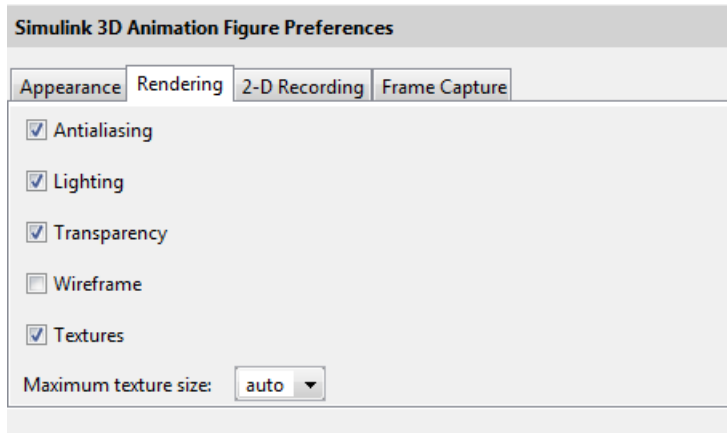 Simulink 3D Animation Figure Preferences
Appearance Rendering 2-D Recording Frame Capture
Antialiasing
Lighting
Transparency
Wireframe
Textures
Maximum texture size: auto